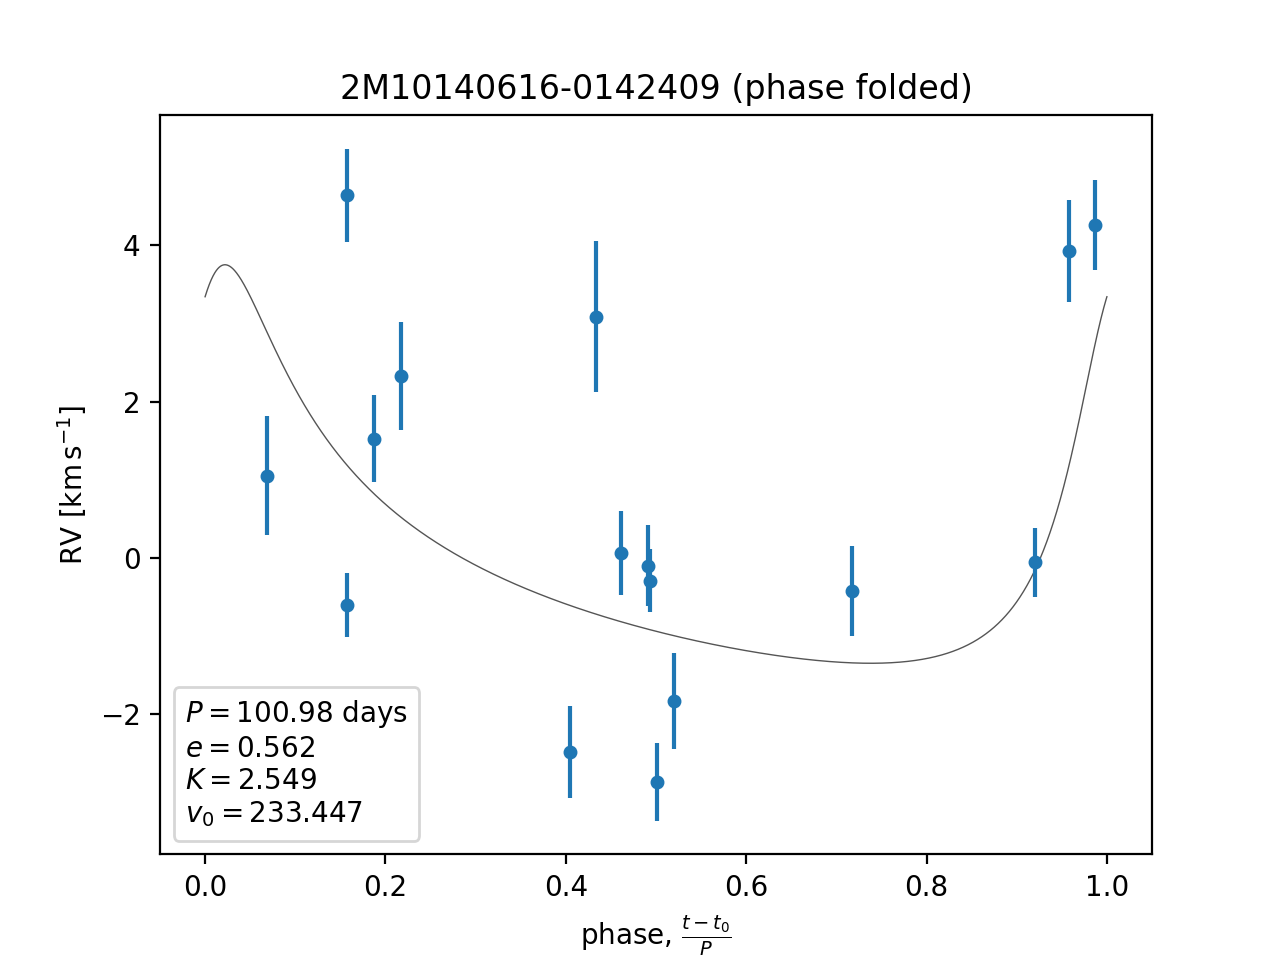 2M10140616-0142409 (phase folded)
RV [km s⁻¹]
4
2
0
−2
P = 100.98 days
e = 0.562
K = 2.549
v₀ = 233.447
0.0 0.2 0.4 0.6 0.8 1.0
phase, (t − t₀)/P